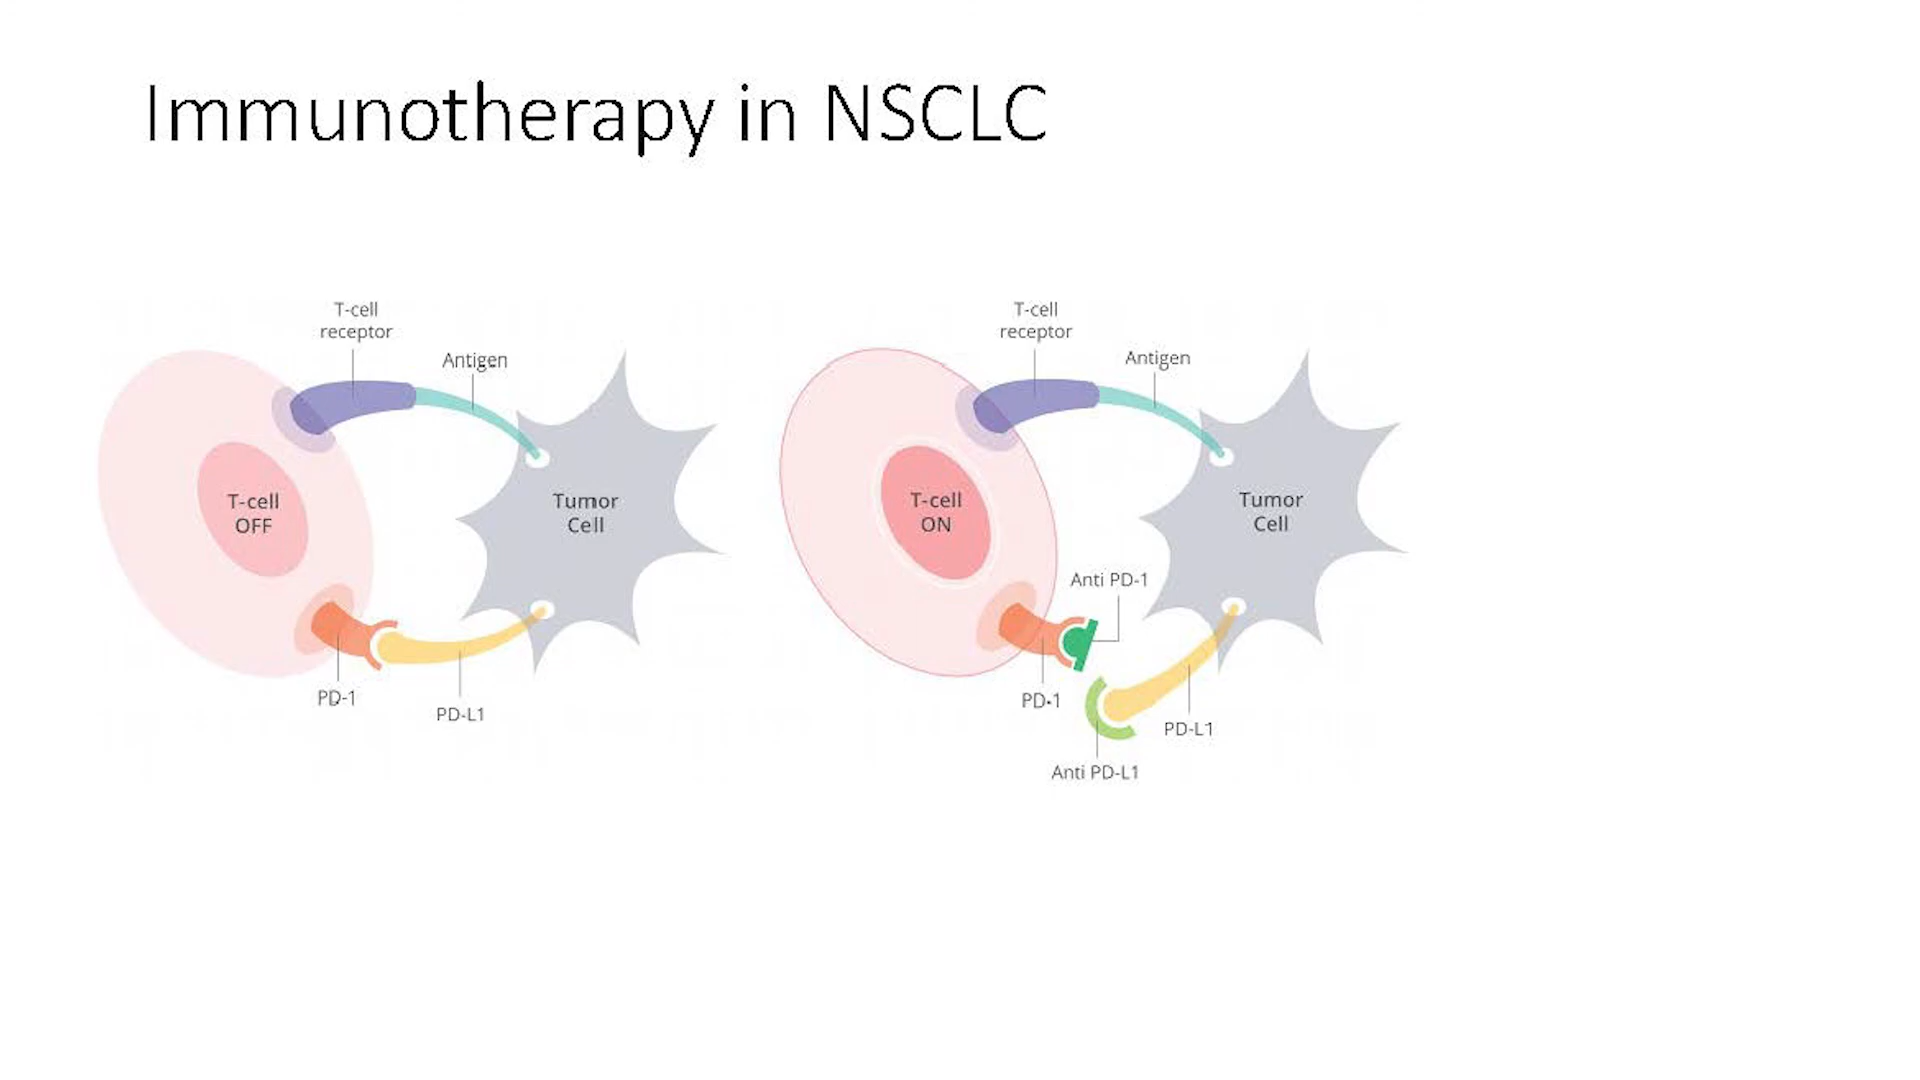 Immunotherapy in NSCLC
T-cell
receptor
Antigen
T-cell
OFF
Tumor
Cell
PD-1
PD-L1
T-cell
receptor
Antigen
T-cell
ON
Tumor
Cell
Anti PD-1
PD-1
PD-L1
Anti PD-L1